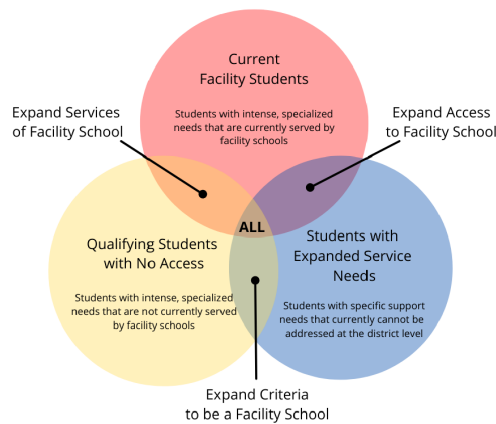 Current
Facility Students
Students with intense, specialized
needs that are currently served by
facility schools
Expand Services
of Facility School
Expand Access
to Facility School
ALL
Qualifying Students
with No Access
Students with intense, specialized
needs that are not currently served
by facility schools
Students with
Expanded Service
Needs
Students with specific support
needs that currently cannot be
addressed at the district level
Expand Criteria
to be a Facility School